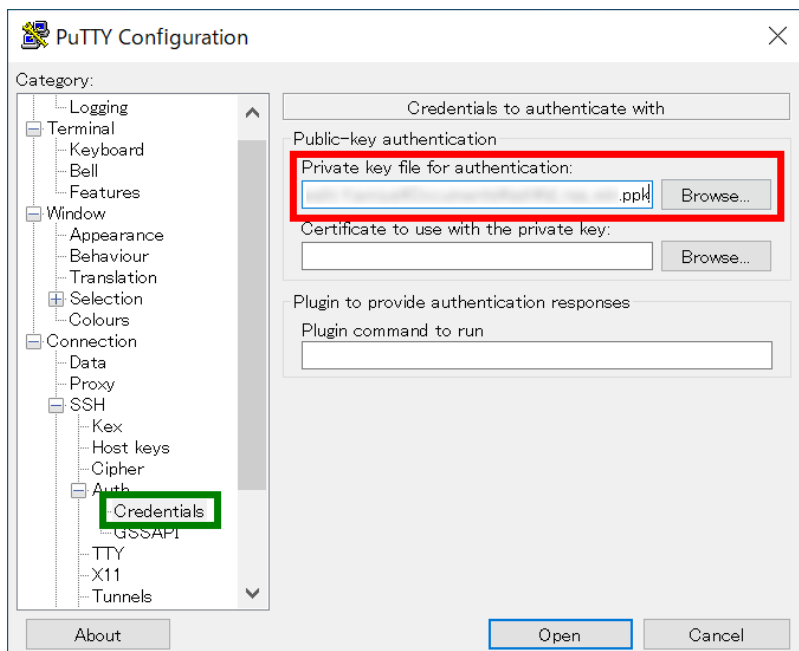 PuTTY Configuration
Category:
Logging
Terminal
Keyboard
Bell
Features
Window
Appearance
Behaviour
Translation
Selection
Colours
Connection
Data
Proxy
SSH
Kex
Host keys
Cipher
Auth
Credentials
GSSAPI
TTY
X11
Tunnels
Credentials to authenticate with
Public-key authentication
Private key file for authentication:
.ppk
Browse...
Certificate to use with the private key:
Browse...
Plugin to provide authentication responses
Plugin command to run
About
Open
Cancel